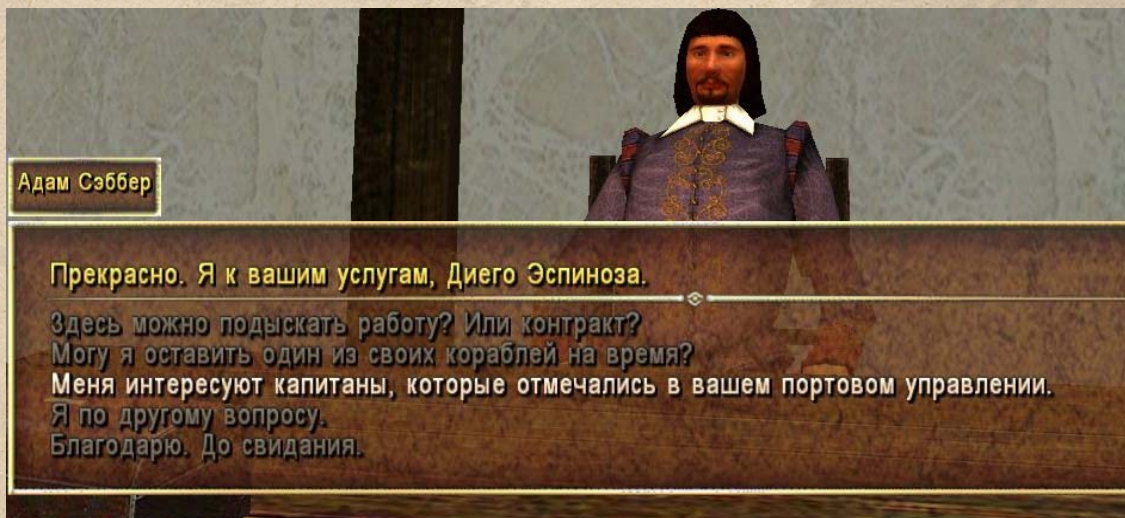 Адам Сэббер
Прекрасно. Я к вашим услугам, Диего Эспиноза.
Здесь можно подыскать работу? Или контракт?
Могу я оставить один из своих кораблей на время?
Меня интересуют капитаны, которые отмечались в вашем портовом управлении.
Я по другому вопросу.
Благодарю. До свидания.